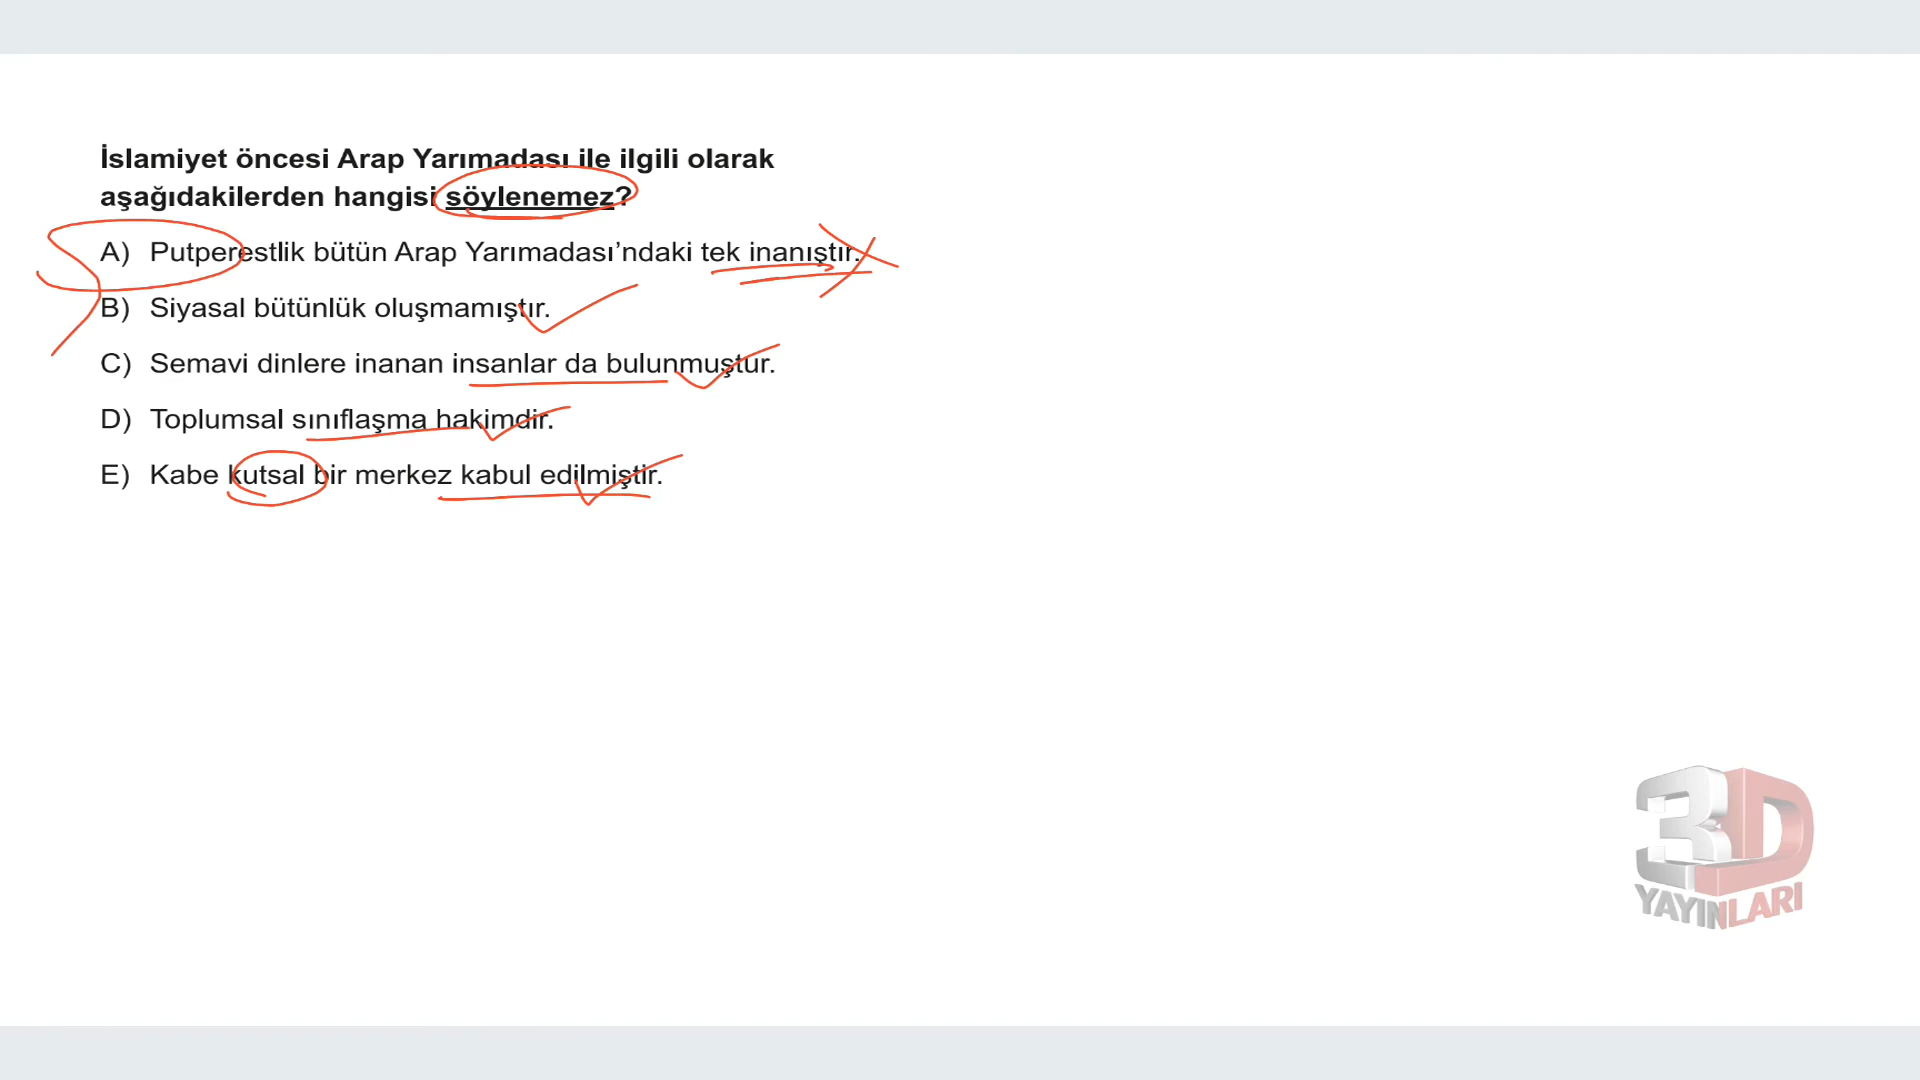 İslamiyet öncesi Arap Yarımadası ile ilgili olarak
aşağıdakilerden hangisi söylenemez?
A) Putperestlik bütün Arap Yarımadası’ndaki tek inanıştır.
B) Siyasal bütünlük oluşmamıştır.
C) Semavi dinlere inanan insanlar da bulunmuştur.
D) Toplumsal sınıflaşma hakimdir.
E) Kabe kutsal bir merkez kabul edilmiştir.
3D
YAYINLARI